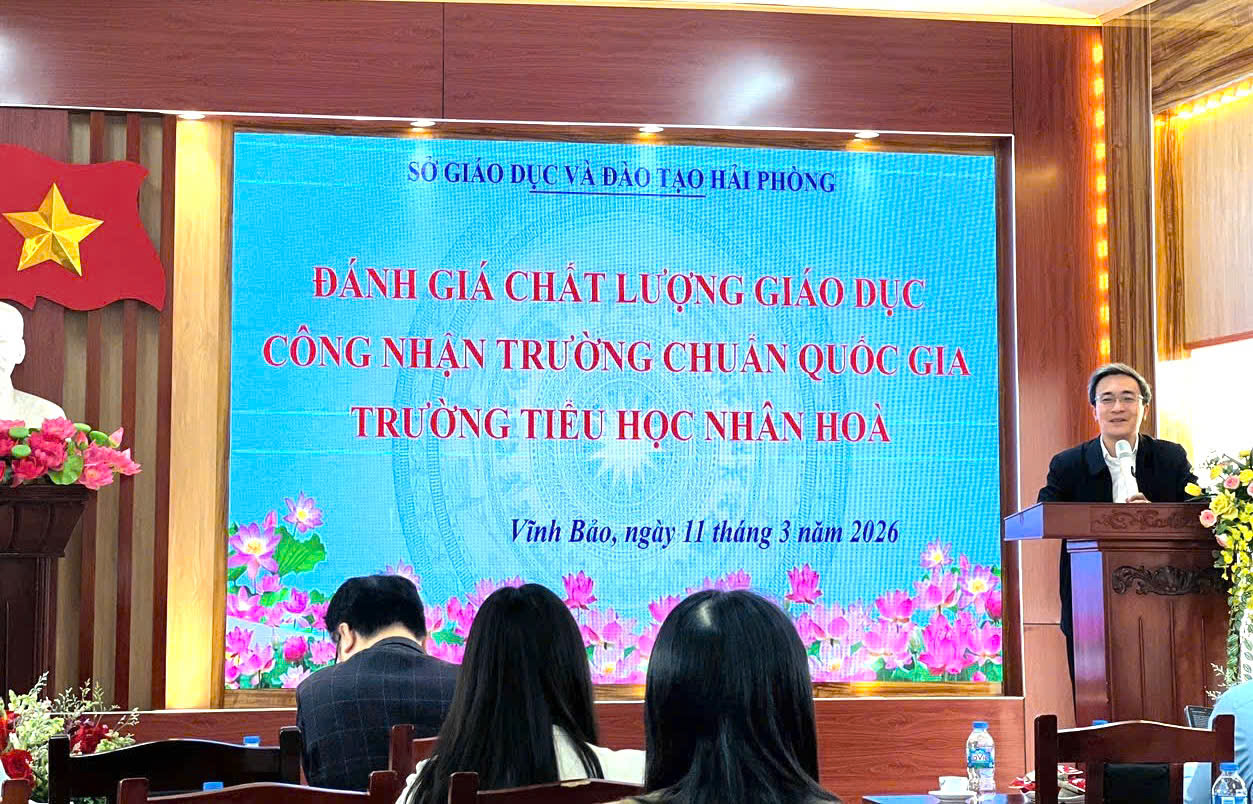 SỞ GIÁO DỤC VÀ ĐÀO TẠO HẢI PHÒNG
ĐÁNH GIÁ CHẤT LƯỢNG GIÁO DỤC
CÔNG NHẬN TRƯỜNG CHUẨN QUỐC GIA
TRƯỜNG TIỂU HỌC NHÂN HOÀ
Vĩnh Bảo, ngày 11 tháng 3 năm 2026